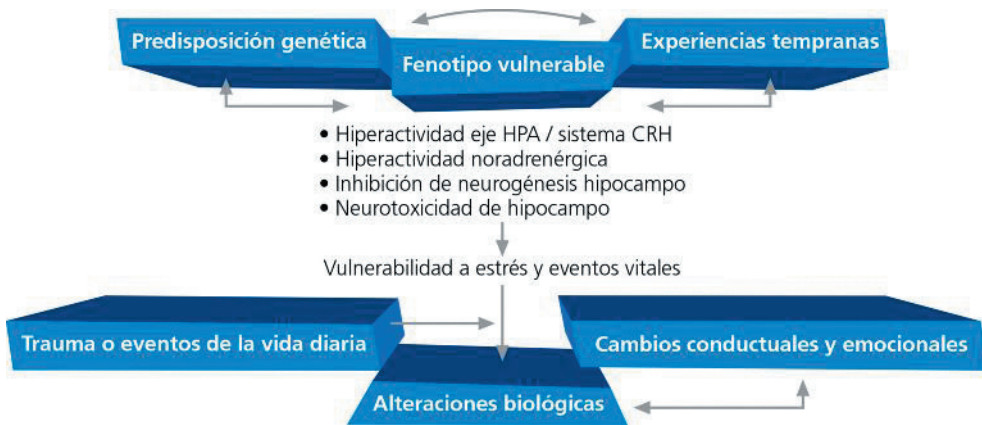 Predisposición genética
Fenotipo vulnerable
Experiencias tempranas
• Hiperactividad eje HPA / sistema CRH
• Hiperactividad noradrenérgica
• Inhibición de neurogénesis hipocampo
• Neurotoxicidad de hipocampo
Vulnerabilidad a estrés y eventos vitales
Trauma o eventos de la vida diaria
Cambios conductuales y emocionales
Alteraciones biológicas